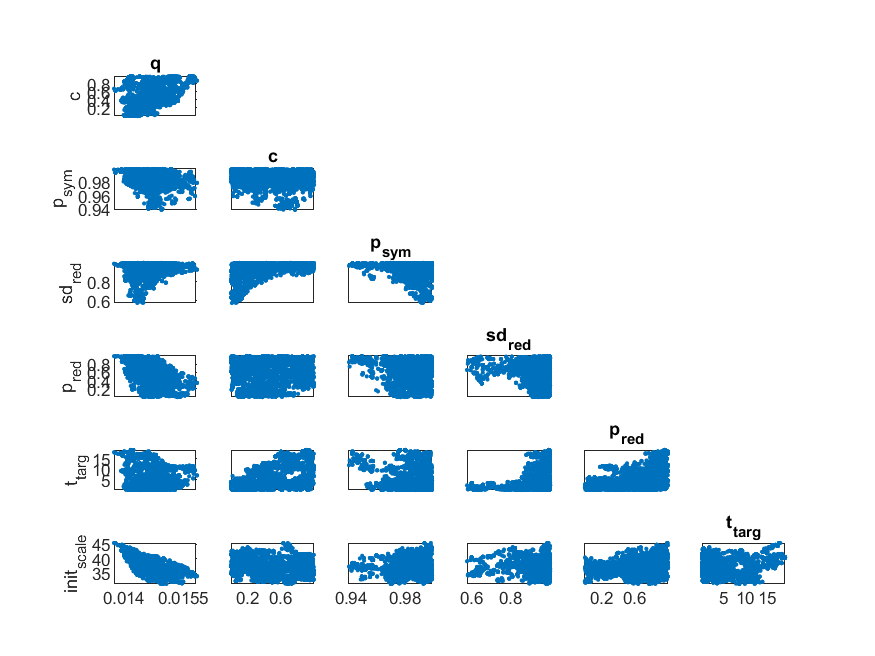 q
c
0.8
0.6
0.4
0.2
c
p_sym
0.98
0.96
0.94
p_sym
sd_red
0.8
0.6
sd_red
p_red
0.8
0.6
0.4
0.2
p_red
t_targ
15
10
5
t_targ
init_scale
45
40
35
0.014 0.0155 0.2 0.6 0.94 0.98 0.6 0.8 0.2 0.6 5 10 15